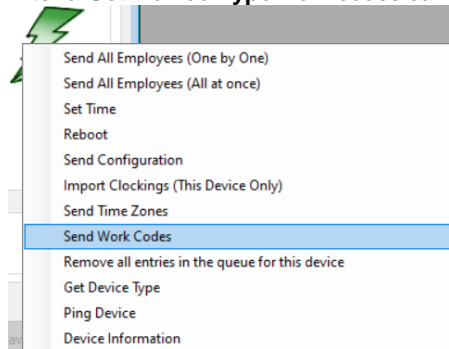 Send All Employees (One by One)
Send All Employees (All at once)
Set Time
Reboot
Send Configuration
Import Clockings (This Device Only)
Send Time Zones
Send Work Codes
Remove all entries in the queue for this device
Get Device Type
Ping Device
Device Information